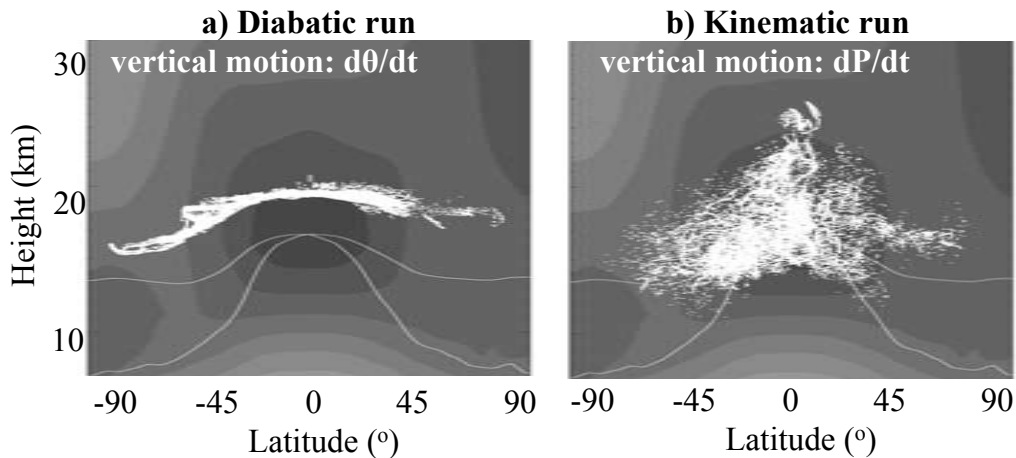 a) Diabatic run
b) Kinematic run
vertical motion: dθ/dt
vertical motion: dP/dt
Height (km)
30
20
10
-90 -45 0 45 90
-90 -45 0 45 90
Latitude (°)
Latitude (°)